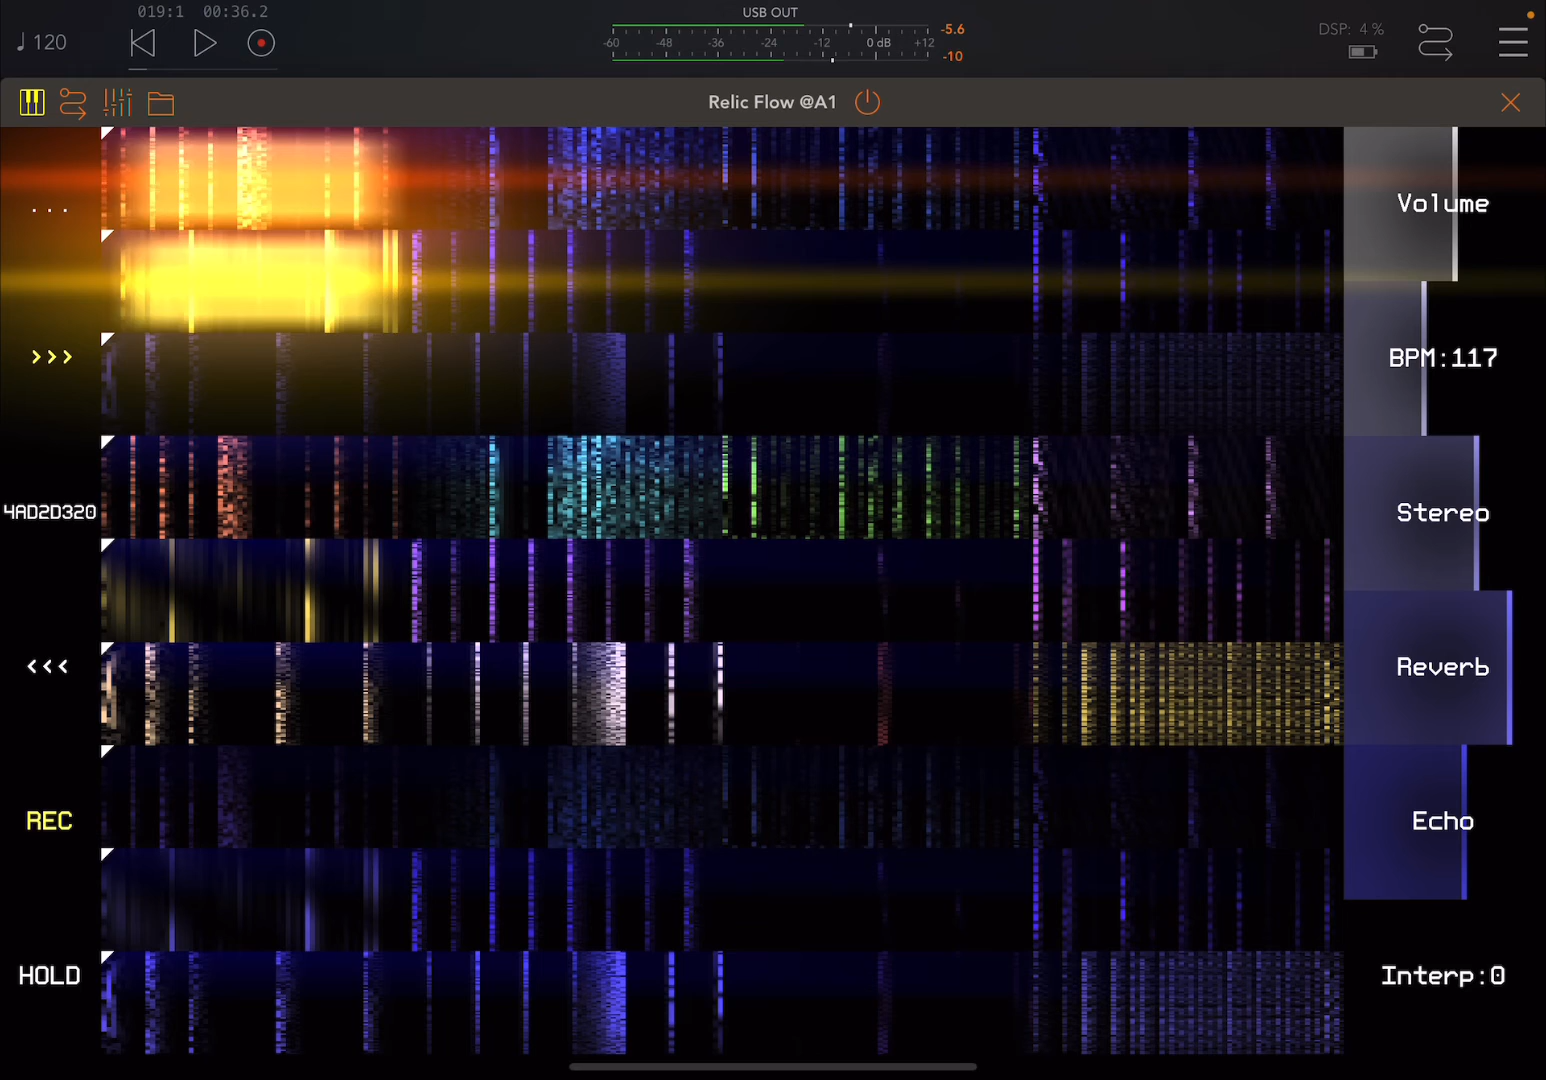 019:1 00:36.2
♩ 120
USB OUT
-60 -48 -36 -24 -12 0 dB +12
-5.6
-10
DSP: 4 %
Relic Flow @A1
...
>>>
4AD2D320
<<<
REC
HOLD
Volume
BPM:117
Stereo
Reverb
Echo
Interp:0